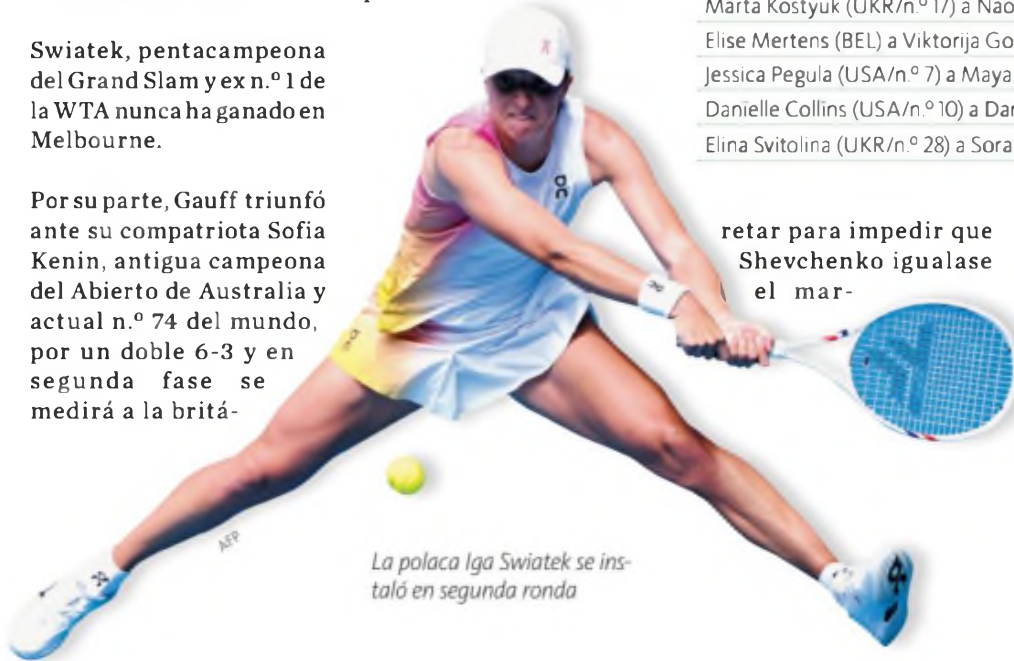 Swiatek, pentacampeona
del Grand Slam y ex n.º 1 de
la WTA nunca ha ganado en
Melbourne.
Por su parte, Gauff triunfó
ante su compatriota Sofia
Kenin, antigua campeona
del Abierto de Australia y
actual n.º 74 del mundo,
por un doble 6-3 y en
segunda fase se
medirá a la britá-
AFP
La polaca Iga Swiatek se ins-
taló en segunda ronda
Marta Kostyuk (UKR/n.º 17) a Nao
Elise Mertens (BEL) a Viktorija Go
Jessica Pegula (USA/n.º 7) a Maya
Danielle Collins (USA/n.º 10) a Dar
Elina Svitolina (UKR/n.º 28) a Sora
retar para impedir que
Shevchenko igualase
el mar-